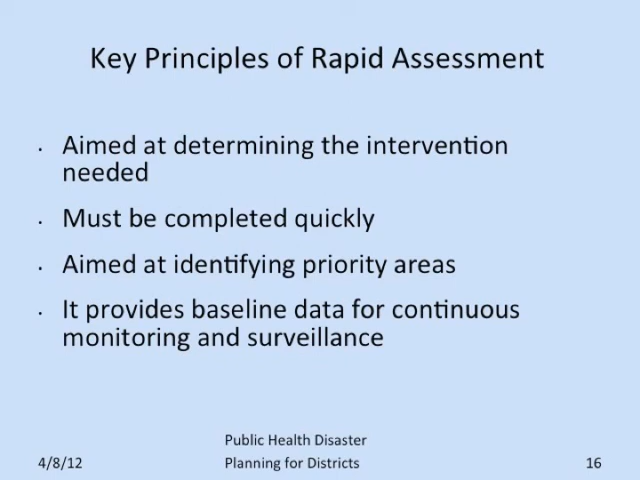 Key Principles of Rapid Assessment
· Aimed at determining the intervention
needed
· Must be completed quickly
· Aimed at identifying priority areas
· It provides baseline data for continuous
monitoring and surveillance
Public Health Disaster
4/8/12 Planning for Districts 16